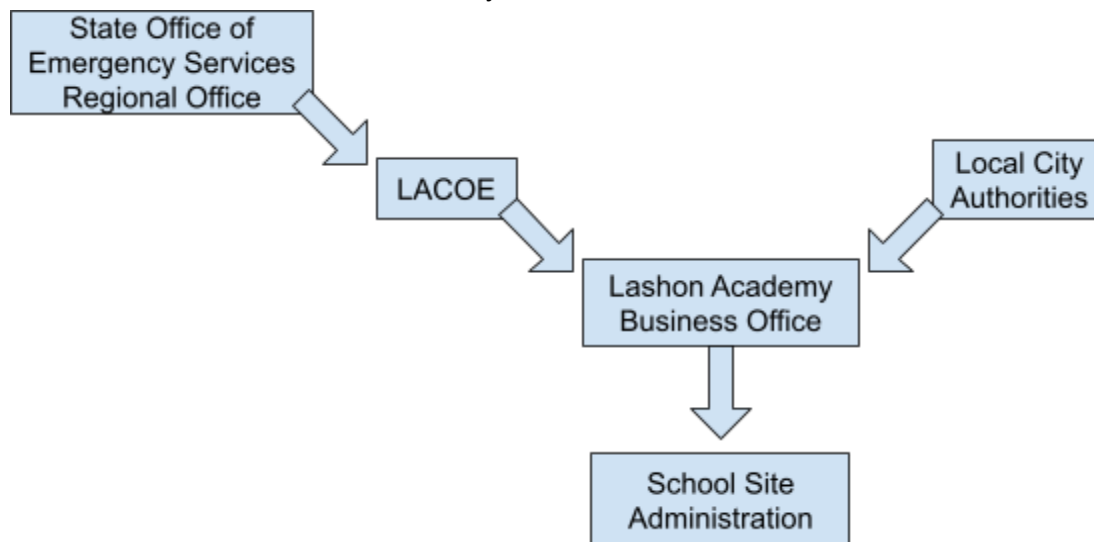 State Office of
Emergency Services
Regional Office
LACOE
Local City
Authorities
Lashon Academy
Business Office
School Site
Administration